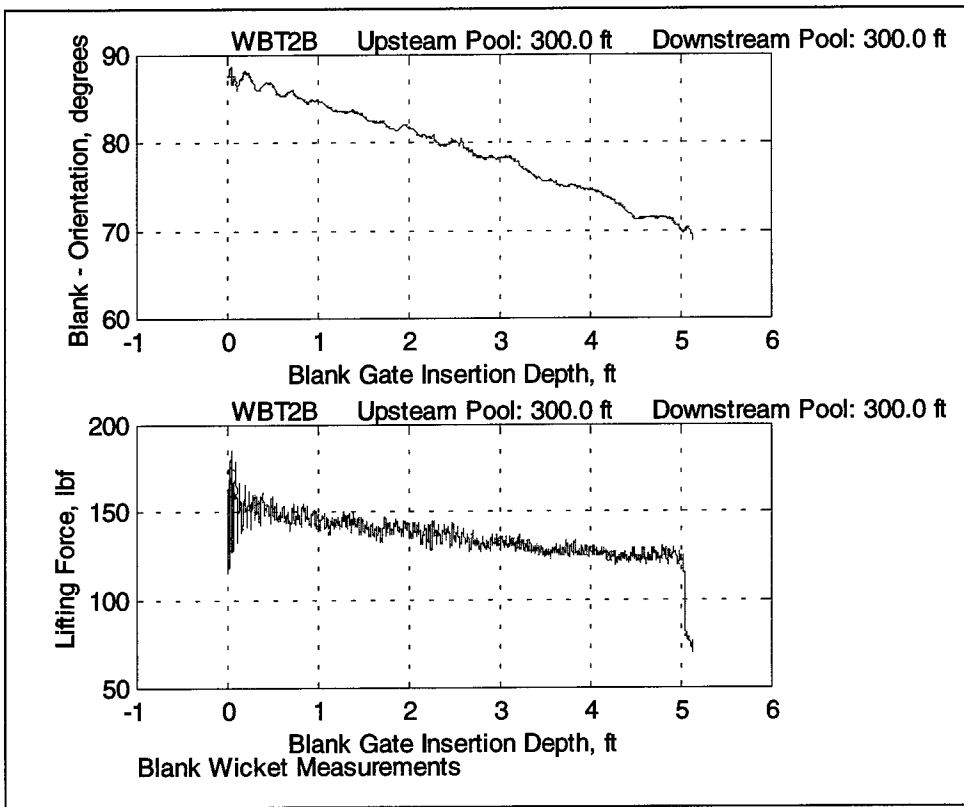 WBT2B Upsteam Pool: 300.0 ft Downstream Pool: 300.0 ft
90
80
70
60
Blank - Orientation, degrees
-1 0 1 2 3 4 5 6
Blank Gate Insertion Depth, ft
WBT2B Upsteam Pool: 300.0 ft Downstream Pool: 300.0 ft
200
150
100
50
Lifting Force, lbf
-1 0 1 2 3 4 5 6
Blank Gate Insertion Depth, ft
Blank Wicket Measurements